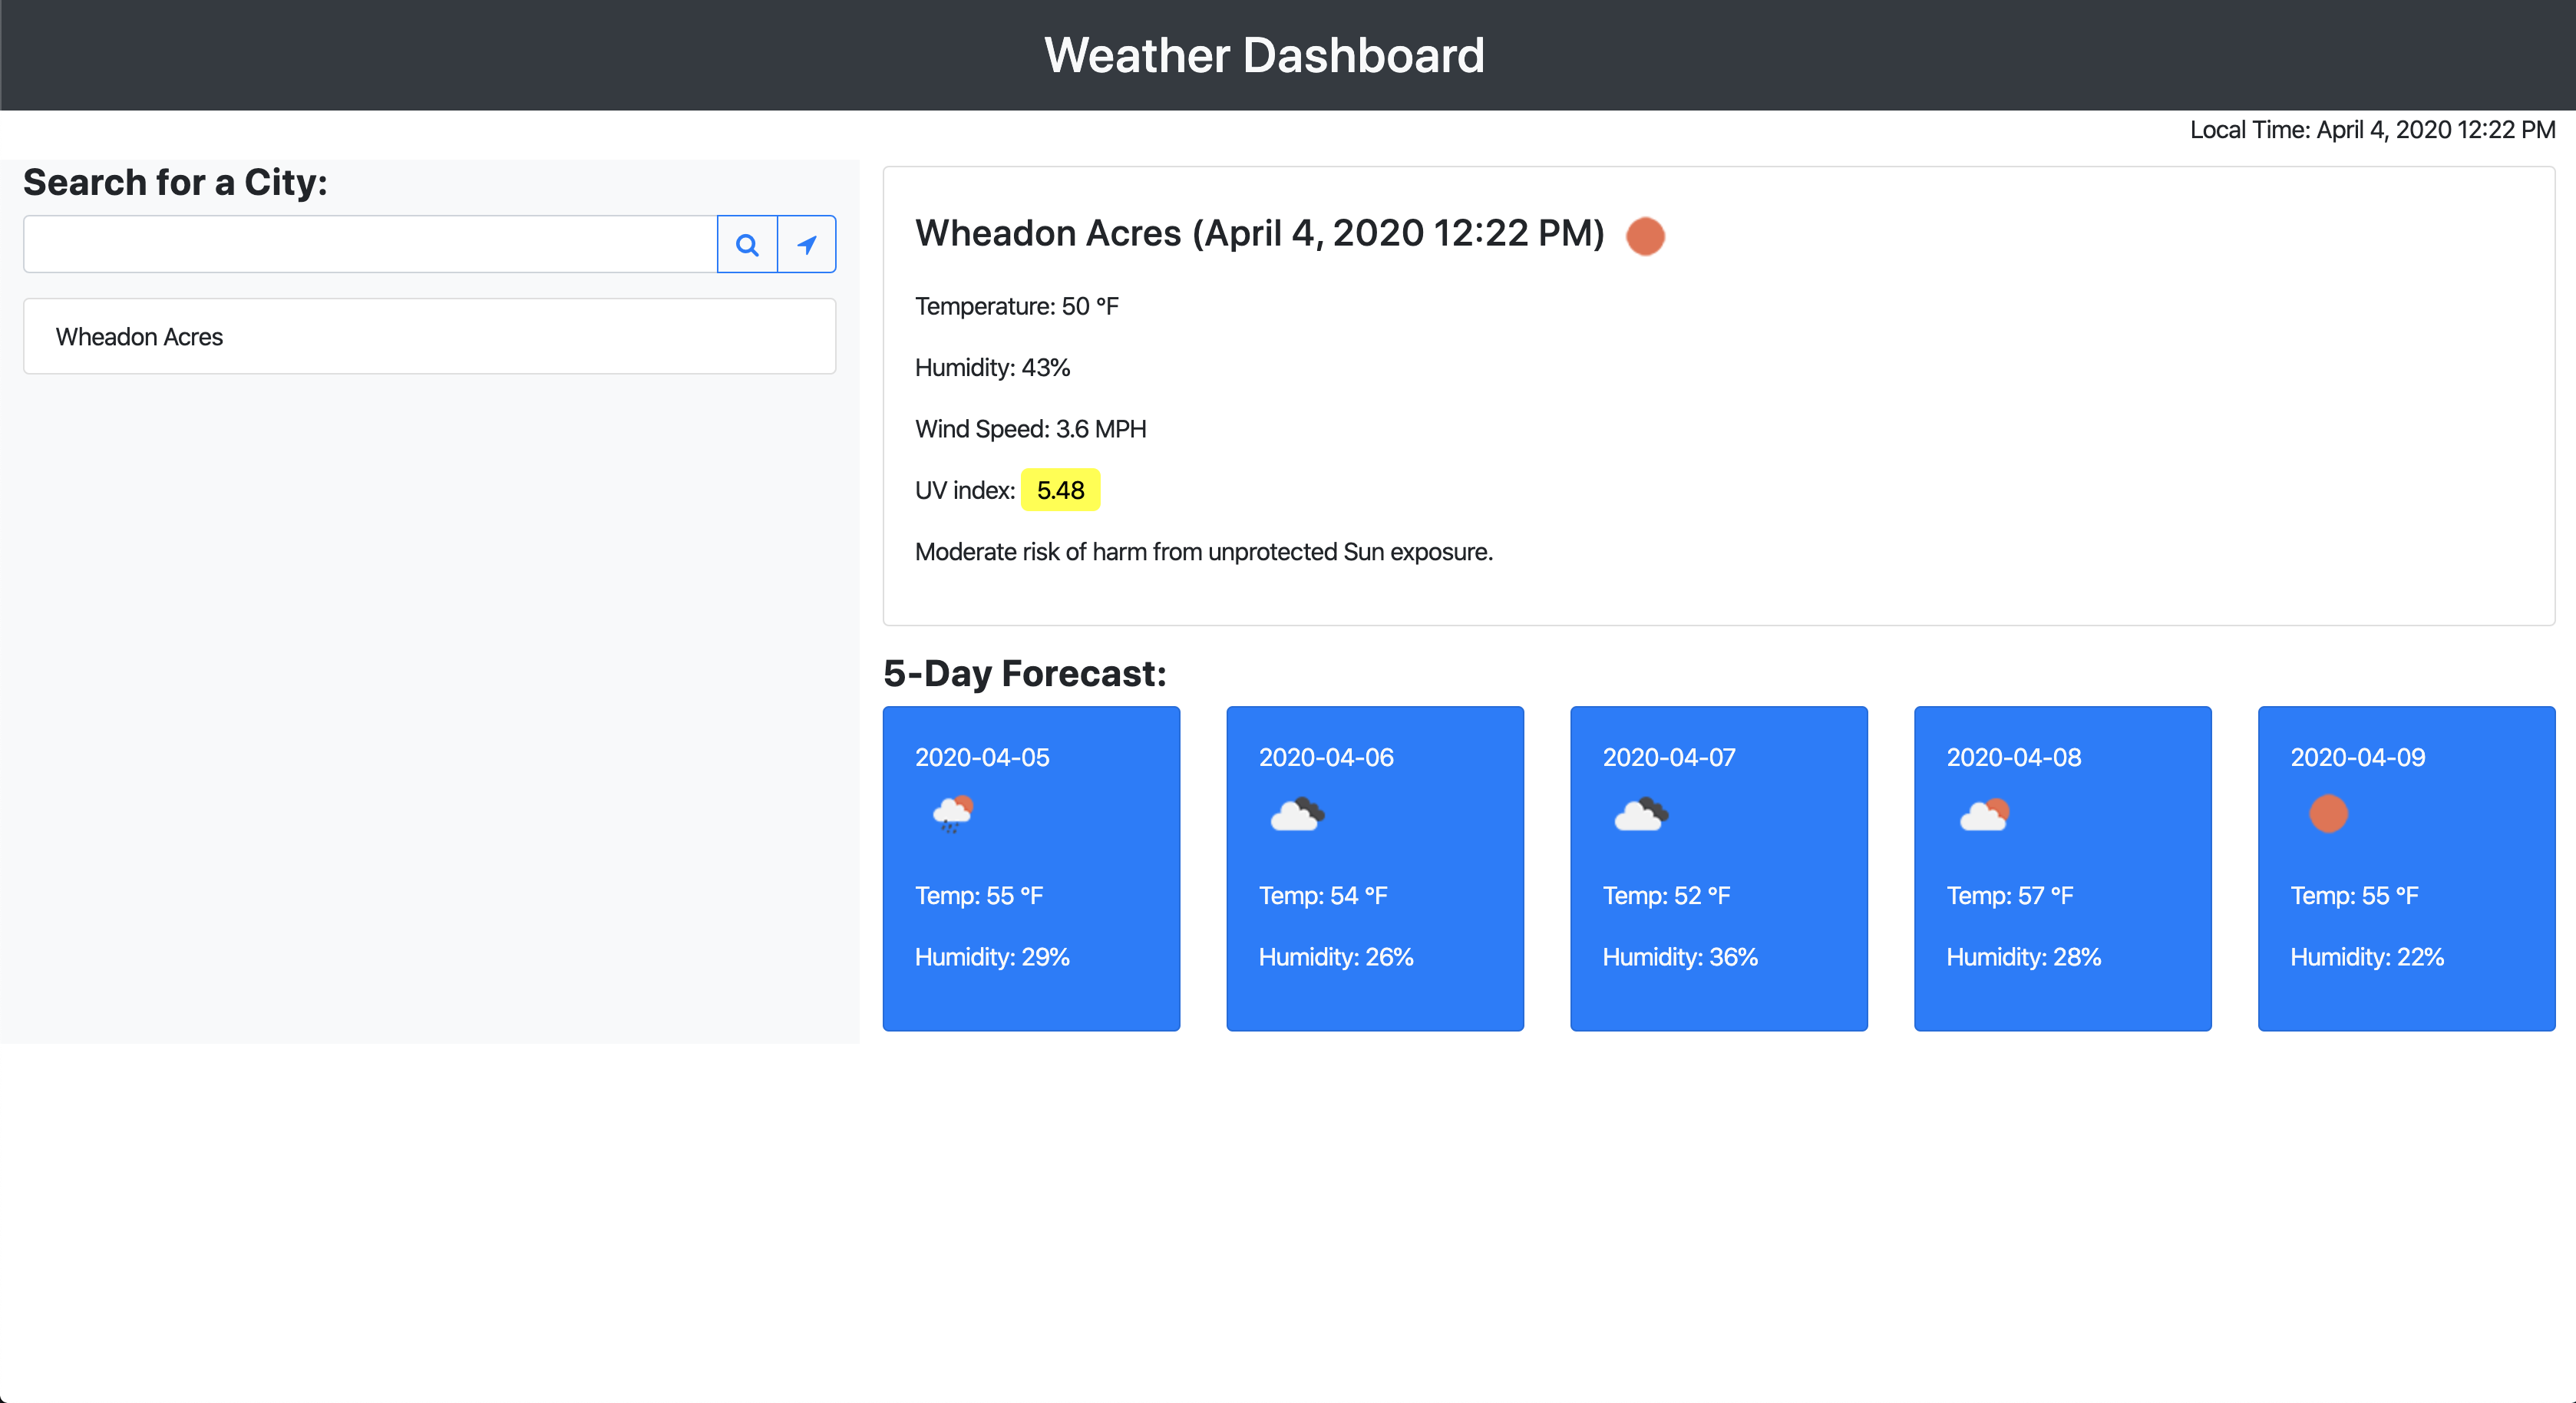 Weather Dashboard
Local Time: April 4, 2020 12:22 PM
Search for a City:
Wheadon Acres
Wheadon Acres (April 4, 2020 12:22 PM)
Temperature: 50 °F
Humidity: 43%
Wind Speed: 3.6 MPH
UV index: 5.48
Moderate risk of harm from unprotected Sun exposure.
5-Day Forecast:
2020-04-05
Temp: 55 °F
Humidity: 29%
2020-04-06
Temp: 54 °F
Humidity: 26%
2020-04-07
Temp: 52 °F
Humidity: 36%
2020-04-08
Temp: 57 °F
Humidity: 28%
2020-04-09
Temp: 55 °F
Humidity: 22%